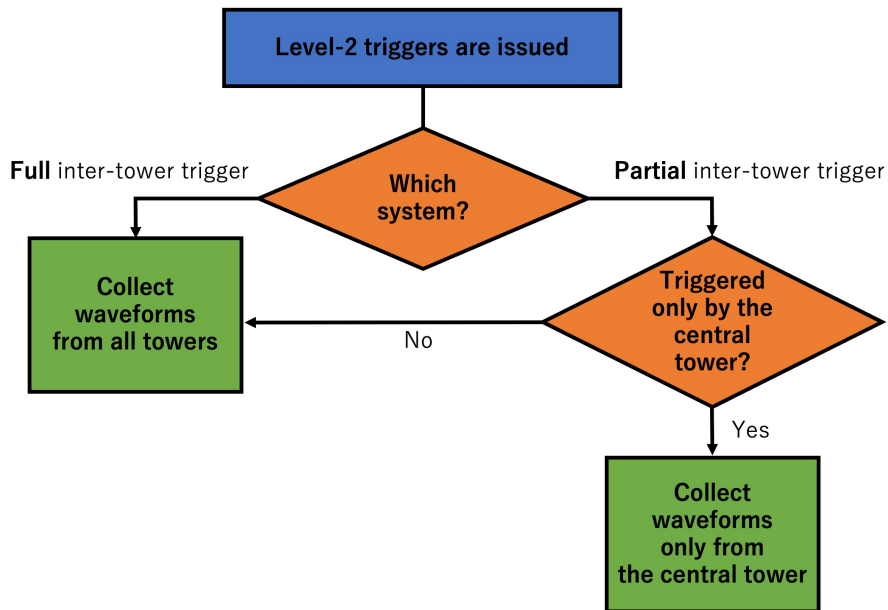 Level-2 triggers are issued
Full inter-tower trigger
Partial inter-tower trigger
Which
system?
Collect
waveforms
from all towers
Triggered
only by the
central
tower?
No
Yes
Collect
waveforms
only from
the central tower